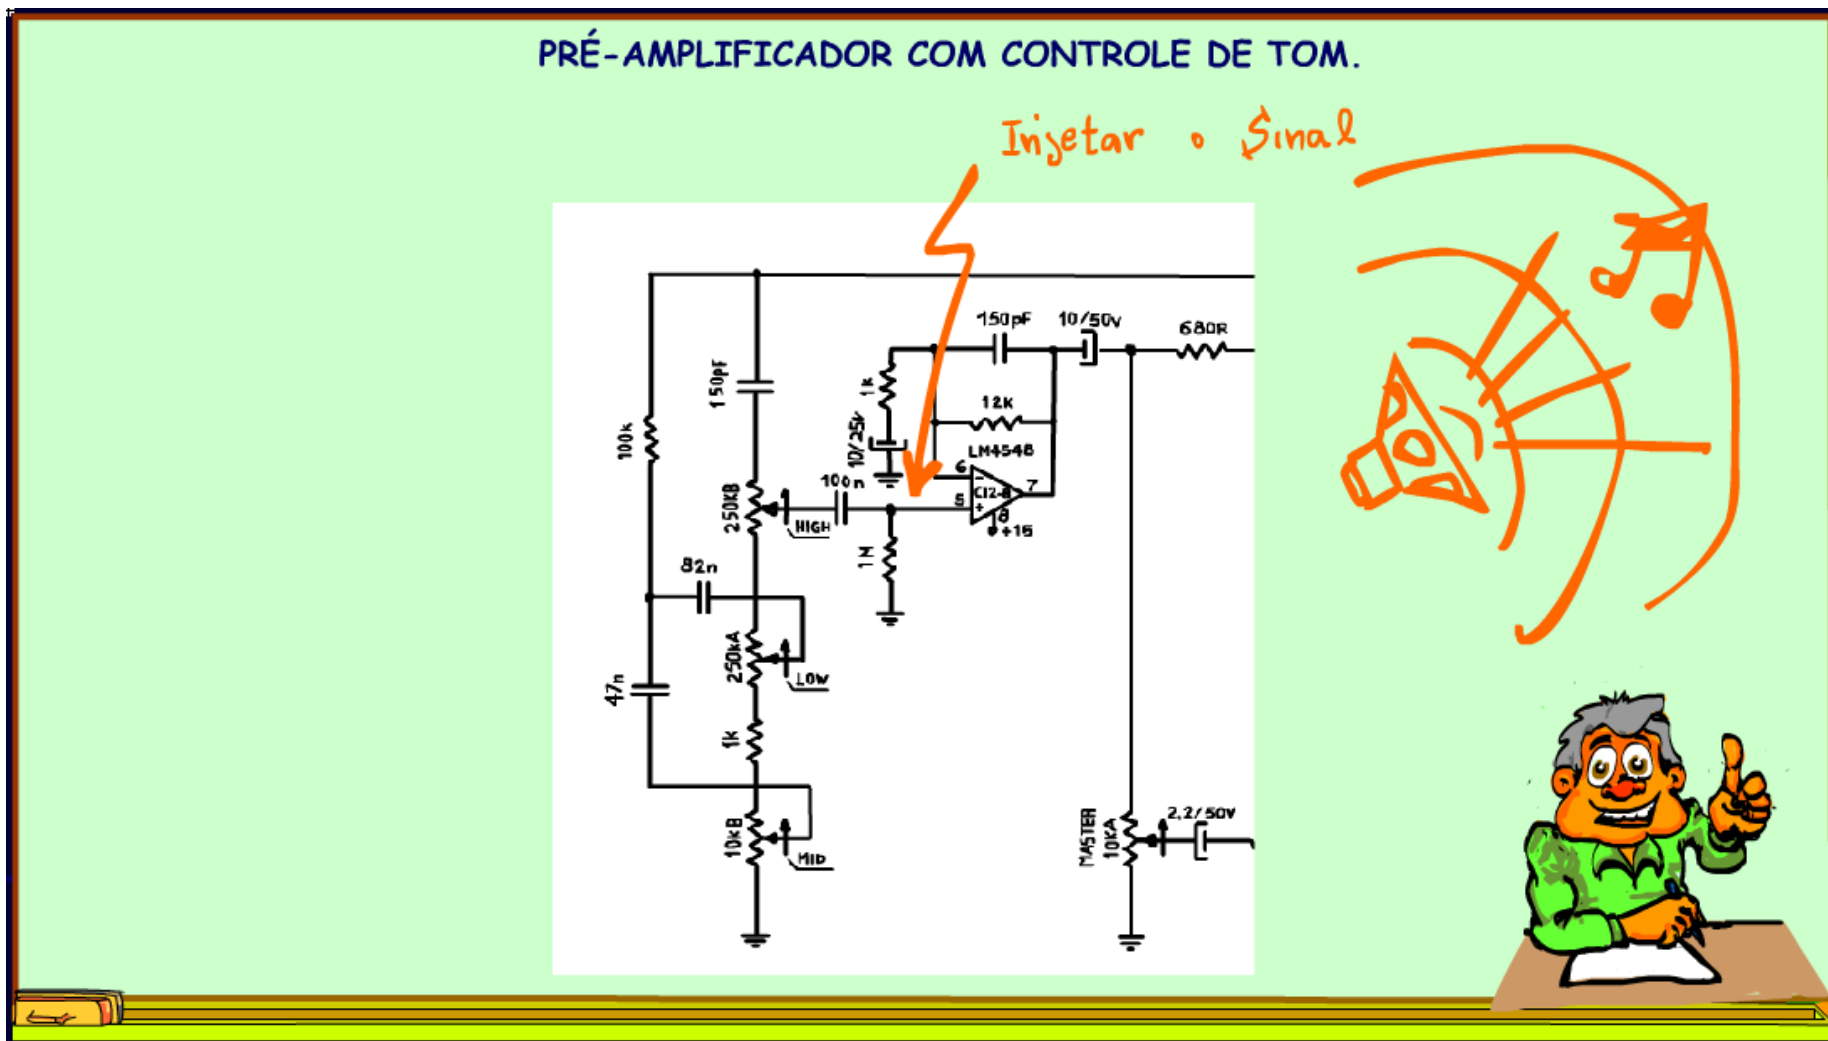 PRÉ-AMPLIFICADOR COM CONTROLE DE TOM.
Injetar o Sinal
150pF
10/50V
680R
150pF
1k
12K
10/25V
LM4548
100k
6
-
7
100n
CI2-B
250KB
5
+
8
HIGH
+15
1M
82n
250kA
LOW
47n
1k
MASTER
10KA
2,2/50V
10kB
MID